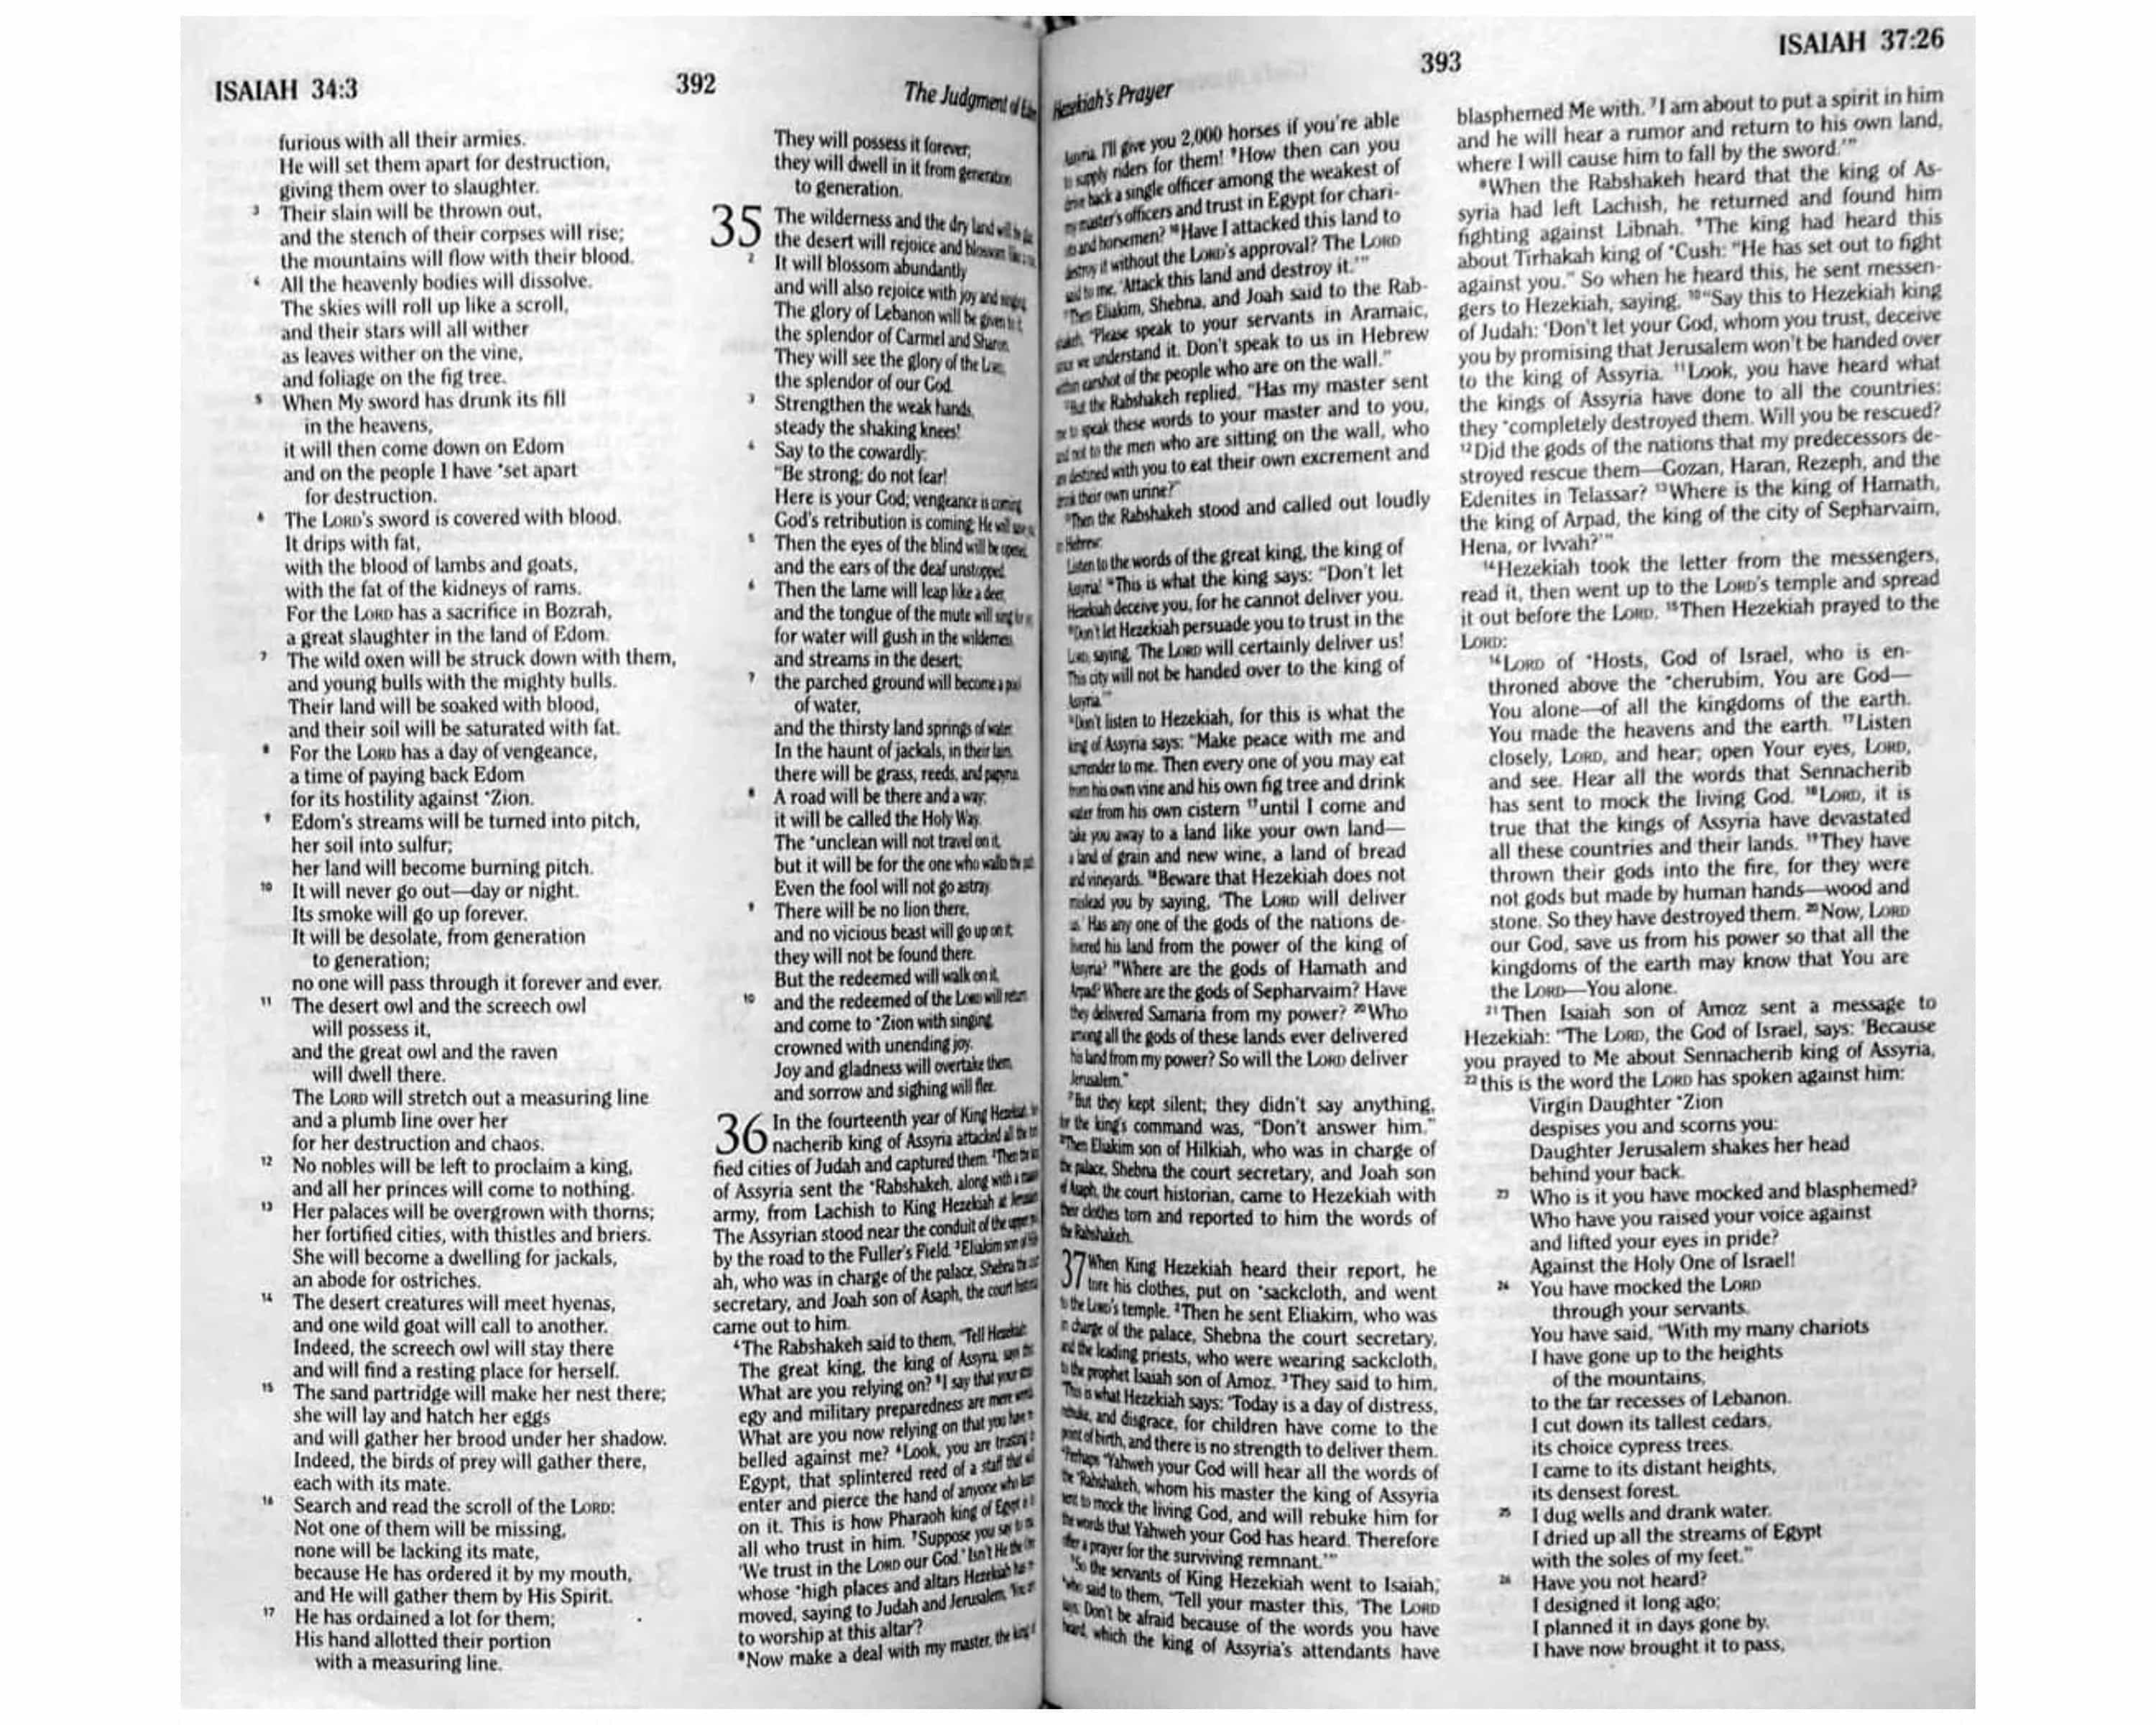 ISAIAH 34:3
392
The Judgment of
furious with all their armies.
He will set them apart for destruction,
giving them over to slaughter.
3 Their slain will be thrown out,
and the stench of their corpses will rise;
the mountains will flow with their blood.
4 All the heavenly bodies will dissolve.
The skies will roll up like a scroll,
and their stars will all wither
as leaves wither on the vine,
and foliage on the fig tree.
5 When My sword has drunk its fill
in the heavens,
it will then come down on Edom
and on the people I have *set apart
for destruction.
6 The LORD's sword is covered with blood.
It drips with fat,
with the blood of lambs and goats,
with the fat of the kidneys of rams.
For the LORD has a sacrifice in Bozrah,
a great slaughter in the land of Edom.
7 The wild oxen will be struck down with them,
and young bulls with the mighty bulls.
Their land will be soaked with blood,
and their soil will be saturated with fat.
8 For the LORD has a day of vengeance,
a time of paying back Edom
for its hostility against *Zion.
9 Edom's streams will be turned into pitch,
her soil into sulfur;
her land will become burning pitch.
10 It will never go out—day or night.
Its smoke will go up forever.
It will be desolate, from generation
to generation;
no one will pass through it forever and ever.
11 The desert owl and the screech owl
will possess it,
and the great owl and the raven
will dwell there.
The LORD will stretch out a measuring line
and a plumb line over her
for her destruction and chaos.
12 No nobles will be left to proclaim a king,
and all her princes will come to nothing.
13 Her palaces will be overgrown with thorns;
her fortified cities, with thistles and briers.
She will become a dwelling for jackals,
an abode for ostriches.
14 The desert creatures will meet hyenas,
and one wild goat will call to another.
Indeed, the screech owl will stay there
and will find a resting place for herself.
15 The sand partridge will make her nest there;
she will lay and hatch her eggs
and will gather her brood under her shadow.
Indeed, the birds of prey will gather there,
each with its mate.
16 Search and read the scroll of the LORD:
Not one of them will be missing,
none will be lacking its mate,
because He has ordered it by my mouth,
and He will gather them by His Spirit.
17 He has ordained a lot for them;
His hand allotted their portion
with a measuring line.
They will possess it forever;
they will dwell in it from generation
to generation.
35 The wilderness and the dry land will
the desert will rejoice and blossom
2 It will blossom abundantly
and will also rejoice with joy and singing.
The glory of Lebanon will be given to it,
the splendor of Carmel and Sharon.
They will see the glory of the LORD,
the splendor of our God.
3 Strengthen the weak hands,
steady the shaking knees!
4 Say to the cowardly:
"Be strong; do not fear!
Here is your God; vengeance is coming.
God's retribution is coming; He will
5 Then the eyes of the blind will be opened,
and the ears of the deaf unstopped.
6 Then the lame will leap like a deer,
and the tongue of the mute will sing
for water will gush in the wilderness,
and streams in the desert;
7 the parched ground will become a pool
of water,
and the thirsty land springs of water.
In the haunt of jackals, in their lairs,
there will be grass, reeds, and papyrus.
8 A road will be there and a way;
it will be called the Holy Way.
The *unclean will not travel on it,
but it will be for the one who walks the
Even the fool will not go astray.
9 There will be no lion there,
and no vicious beast will go up on it;
they will not be found there.
But the redeemed will walk on it,
10 and the redeemed of the LORD will return
and come to *Zion with singing,
crowned with unending joy.
Joy and gladness will overtake them,
and sorrow and sighing will flee.
36 In the fourteenth year of King Hezekiah,
nacherib king of Assyria attacked all the
fied cities of Judah and captured them. 2Then the
of Assyria sent the *Rabshakeh, along with a
army, from Lachish to King Hezekiah at
The Assyrian stood near the conduit of the upper
by the road to the Fuller's Field. 3Eliakim son of
ah, who was in charge of the palace, Shebna the
secretary, and Joah son of Asaph, the court
came out to him.
4The Rabshakeh said to them, "Tell Hezekiah:
The great king, the king of Assyria, says
What are you relying on? 5I say that your
egy and military preparedness are mere
What are you now relying on that you have
belled against me? 6Look, you are trusting
Egypt, that splintered reed of a staff that
enter and pierce the hand of anyone who
on it. This is how Pharaoh king of Egypt is
all who trust in him. 7Suppose you say to
'We trust in the LORD our God.' Isn't He the
whose *high places and altars Hezekiah has
moved, saying to Judah and Jerusalem,
to worship at this altar'?
8Now make a deal with my master, the king
Hezekiah's Prayer
393
ISAIAH 37:26
Assyria. I'll give you 2,000 horses if you're able
to supply riders for them! 9How then can you
drive back a single officer among the weakest of
my master's officers and trust in Egypt for chari-
ots and horsemen? 10Have I attacked this land to
destroy it without the LORD's approval? The LORD
said to me, 'Attack this land and destroy it.'"
11Then Eliakim, Shebna, and Joah said to the Rab-
shakeh, "Please speak to your servants in Aramaic,
since we understand it. Don't speak to us in Hebrew
within earshot of the people who are on the wall."
12But the Rabshakeh replied, "Has my master sent
me to speak these words to your master and to you,
and not to the men who are sitting on the wall, who
are destined with you to eat their own excrement and
drink their own urine?"
13Then the Rabshakeh stood and called out loudly
in Hebrew:
Listen to the words of the great king, the king of
Assyria! 14This is what the king says: "Don't let
Hezekiah deceive you, for he cannot deliver you.
15Don't let Hezekiah persuade you to trust in the
LORD, saying, 'The LORD will certainly deliver us!
This city will not be handed over to the king of
Assyria.'"
16Don't listen to Hezekiah, for this is what the
king of Assyria says: "Make peace with me and
surrender to me. Then every one of you may eat
from his own vine and his own fig tree and drink
water from his own cistern 17until I come and
take you away to a land like your own land—
a land of grain and new wine, a land of bread
and vineyards. 18Beware that Hezekiah does not
mislead you by saying, 'The LORD will deliver
us.' Has any one of the gods of the nations de-
livered his land from the power of the king of
Assyria? 19Where are the gods of Hamath and
Arpad? Where are the gods of Sepharvaim? Have
they delivered Samaria from my power? 20Who
among all the gods of these lands ever delivered
his land from my power? So will the LORD deliver
Jerusalem."
21But they kept silent; they didn't say anything,
for the king's command was, "Don't answer him."
22Then Eliakim son of Hilkiah, who was in charge of
the palace, Shebna the court secretary, and Joah son
of Asaph, the court historian, came to Hezekiah with
their clothes torn and reported to him the words of
the Rabshakeh.
37 When King Hezekiah heard their report, he
tore his clothes, put on *sackcloth, and went
to the LORD's temple. 2Then he sent Eliakim, who was
in charge of the palace, Shebna the court secretary,
and the leading priests, who were wearing sackcloth,
to the prophet Isaiah son of Amoz. 3They said to him,
"This is what Hezekiah says: 'Today is a day of distress,
rebuke, and disgrace, for children have come to the
point of birth, and there is no strength to deliver them.
4Perhaps *Yahweh your God will hear all the words of
the *Rabshakeh, whom his master the king of Assyria
sent to mock the living God, and will rebuke him for
the words that Yahweh your God has heard. Therefore
offer a prayer for the surviving remnant.'"
5So the servants of King Hezekiah went to Isaiah,
6who said to them, "Tell your master this, 'The LORD
says: Don't be afraid because of the words you have
heard, which the king of Assyria's attendants have
blasphemed Me with. 7I am about to put a spirit in him
and he will hear a rumor and return to his own land,
where I will cause him to fall by the sword.'"
8When the Rabshakeh heard that the king of As-
syria had left Lachish, he returned and found him
fighting against Libnah. 9The king had heard this
about Tirhakah king of *Cush: "He has set out to fight
against you." So when he heard this, he sent messen-
gers to Hezekiah, saying, 10"Say this to Hezekiah king
of Judah: 'Don't let your God, whom you trust, deceive
you by promising that Jerusalem won't be handed over
to the king of Assyria. 11Look, you have heard what
the kings of Assyria have done to all the countries:
they *completely destroyed them. Will you be rescued?
12Did the gods of the nations that my predecessors de-
stroyed rescue them—Gozan, Haran, Rezeph, and the
Edenites in Telassar? 13Where is the king of Hamath,
the king of Arpad, the king of the city of Sepharvaim,
Hena, or Ivvah?'"
14Hezekiah took the letter from the messengers,
read it, then went up to the LORD's temple and spread
it out before the LORD. 15Then Hezekiah prayed to the
LORD:
16LORD of *Hosts, God of Israel, who is en-
throned above the *cherubim, You are God—
You alone—of all the kingdoms of the earth.
You made the heavens and the earth. 17Listen
closely, LORD, and hear; open Your eyes, LORD,
and see. Hear all the words that Sennacherib
has sent to mock the living God. 18LORD, it is
true that the kings of Assyria have devastated
all these countries and their lands. 19They have
thrown their gods into the fire, for they were
not gods but made by human hands—wood and
stone. So they have destroyed them. 20Now, LORD
our God, save us from his power so that all the
kingdoms of the earth may know that You are
the LORD—You alone.
21Then Isaiah son of Amoz sent a message to
Hezekiah: "The LORD, the God of Israel, says: 'Because
you prayed to Me about Sennacherib king of Assyria,
22this is the word the LORD has spoken against him:
Virgin Daughter *Zion
despises you and scorns you:
Daughter Jerusalem shakes her head
behind your back.
23 Who is it you have mocked and blasphemed?
Who have you raised your voice against
and lifted your eyes in pride?
Against the Holy One of Israel!
24 You have mocked the LORD
through your servants.
You have said, "With my many chariots
I have gone up to the heights
of the mountains,
to the far recesses of Lebanon.
I cut down its tallest cedars,
its choice cypress trees.
I came to its distant heights,
its densest forest.
25 I dug wells and drank water.
I dried up all the streams of Egypt
with the soles of my feet."
26 Have you not heard?
I designed it long ago;
I planned it in days gone by.
I have now brought it to pass,